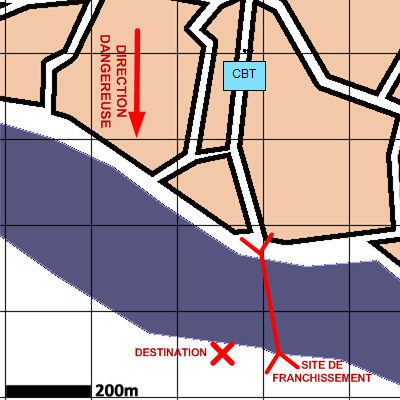 DIRECTION
DANGEREUSE
CBT
DESTINATION
SITE DE
FRANCHISSEMENT
200m